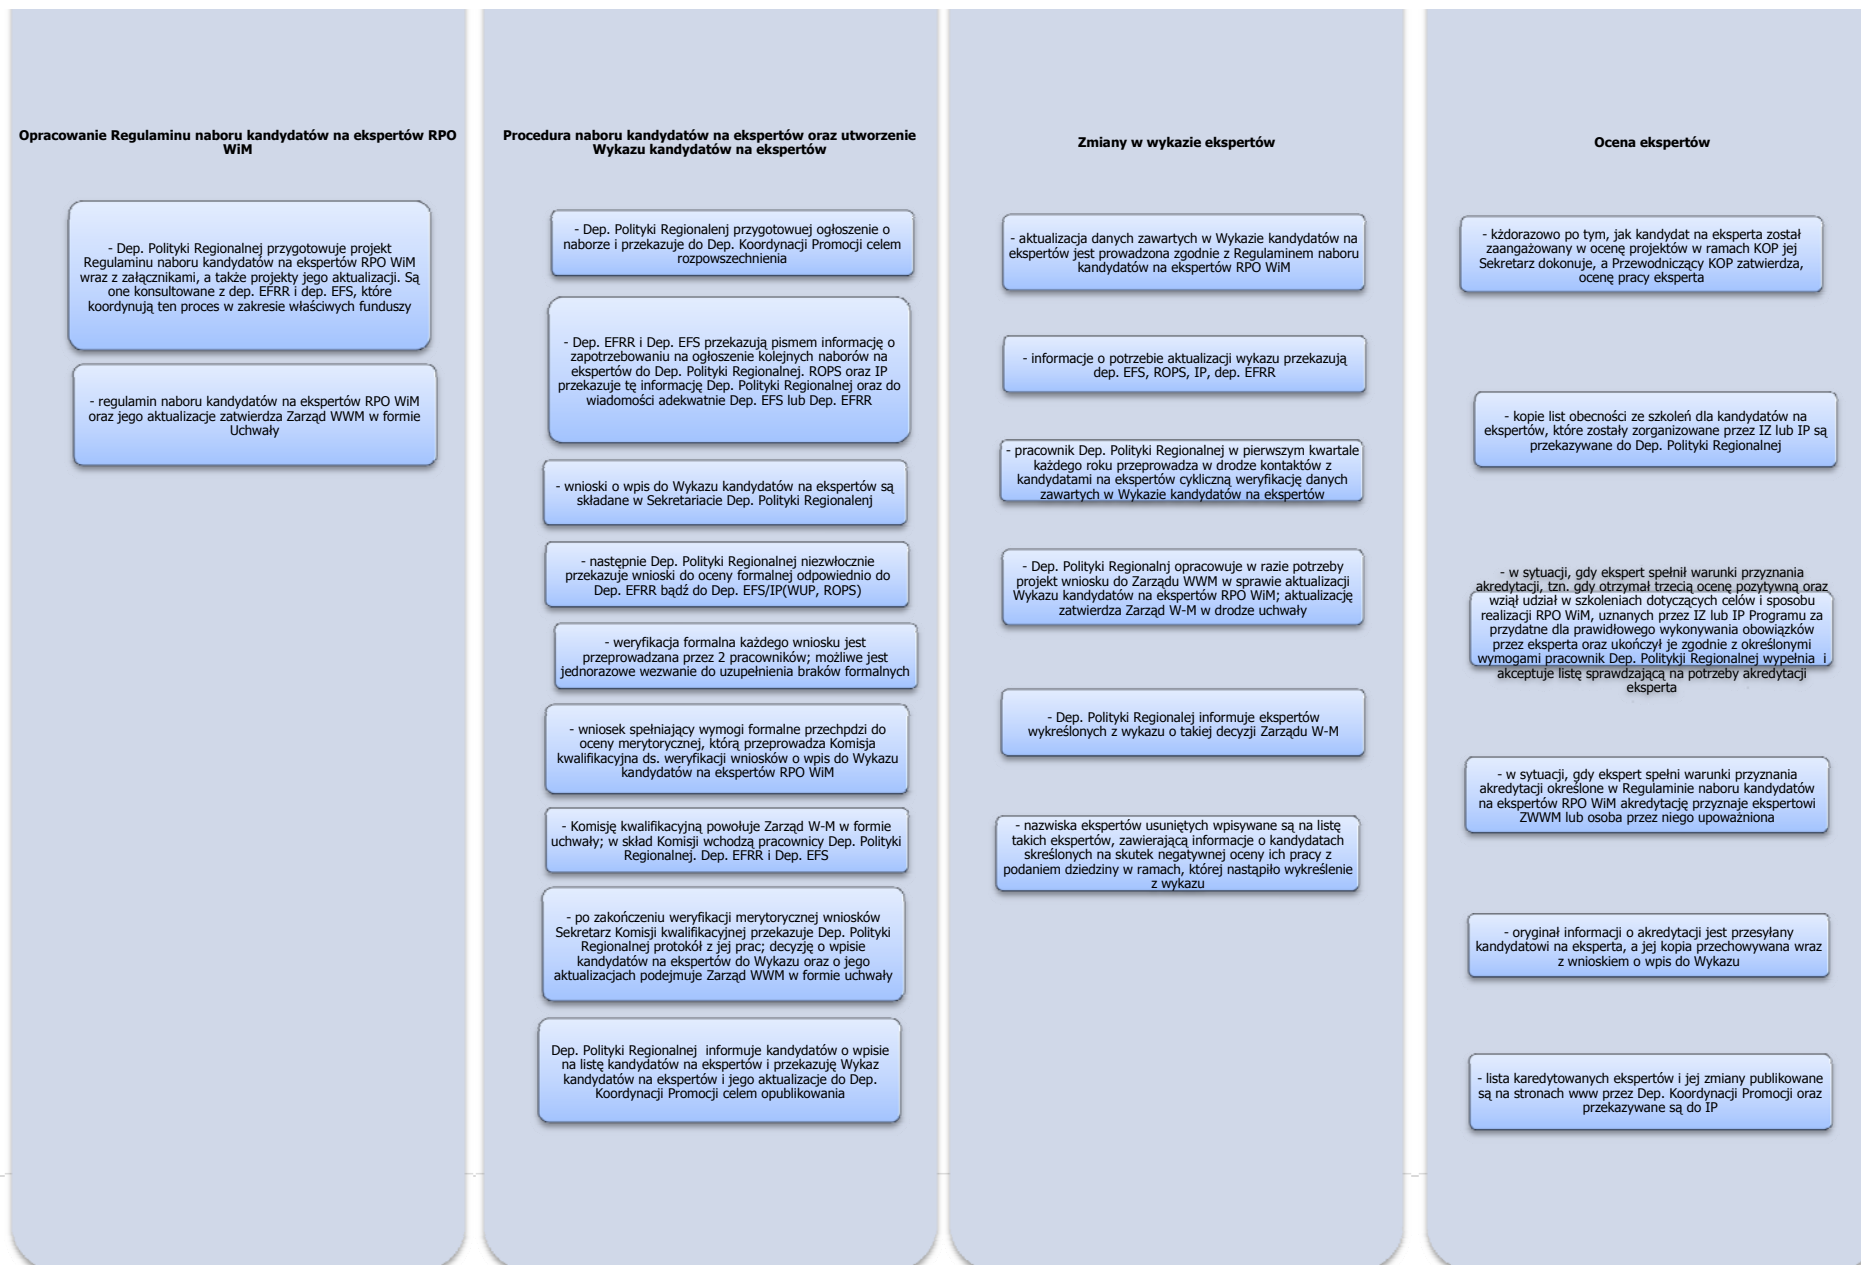 Opracowanie Regulaminu naboru kandydatów na ekspertów RPO
WiM
- Dep. Polityki Regionalnej przygotowuje projekt
Regulaminu naboru kandydatów na ekspertów RPO WiM
wraz z załącznikami, a także projekty jego aktualizacji. Są
one konsultowane z dep. EFRR i dep. EFS, które
koordynują ten proces w zakresie właściwych funduszy
- regulamin naboru kandydatów na ekspertów RPO WiM
oraz jego aktualizacje zatwierdza Zarząd WWM w formie
Uchwały
Procedura naboru kandydatów na ekspertów oraz utworzenie
Wykazu kandydatów na ekspertów
- Dep. Polityki Regionalenj przygotowuej ogłoszenie o
naborze i przekazuje do Dep. Koordynacji Promocji celem
rozpowszechnienia
- Dep. EFRR i Dep. EFS przekazują pismem informację o
zapotrzebowaniu na ogłoszenie kolejnych naborów na
ekspertów do Dep. Polityki Regionalnej. ROPS oraz IP
przekazuje tę informację Dep. Polityki Regionalnej oraz do
wiadomości adekwatnie Dep. EFS lub Dep. EFRR
- wnioski o wpis do Wykazu kandydatów na ekspertów są
składane w Sekretariacie Dep. Polityki Regionalenj
- następnie Dep. Polityki Regionalnej niezwłocznie
przekazuje wnioski do oceny formalnej odpowiednio do
Dep. EFRR bądź do Dep. EFS/IP(WUP, ROPS)
- weryfikacja formalna każdego wniosku jest
przeprowadzana przez 2 pracowników; możliwe jest
jednorazowe wezwanie do uzupełnienia braków formalnych
- wniosek spełniający wymogi formalne przechpdzi do
oceny merytorycznej, którą przeprowadza Komisja
kwalifikacyjna ds. weryfikacji wniosków o wpis do Wykazu
kandydatów na ekspertów RPO WiM
- Komisję kwalifikacyjną powołuje Zarząd W-M w formie
uchwały; w skład Komisji wchodzą pracownicy Dep. Polityki
Regionalnej. Dep. EFRR i Dep. EFS
- po zakończeniu weryfikacji merytorycznej wniosków
Sekretarz Komisji kwalifikacyjnej przekazuje Dep. Polityki
Regionalnej protokół z jej prac; decyzję o wpisie
kandydatów na ekspertów do Wykazu oraz o jego
aktualizacjach podejmuje Zarząd WWM w formie uchwały
Dep. Polityki Regionalnej  informuje kandydatów o wpisie
na listę kandydatów na ekspertów i przekazuję Wykaz
kandydatów na ekspertów i jego aktualizacje do Dep.
Koordynacji Promocji celem opublikowania
Zmiany w wykazie ekspertów
- aktualizacja danych zawartych w Wykazie kandydatów na
ekspertów jest prowadzona zgodnie z Regulaminem naboru
kandydatów na ekspertów RPO WiM
- informacje o potrzebie aktualizacji wykazu przekazują
dep. EFS, ROPS, IP, dep. EFRR
- pracownik Dep. Polityki Regionalnej w pierwszym kwartale
każdego roku przeprowadza w drodze kontaktów z
kandydatami na ekspertów cykliczną weryfikację danych
zawartych w Wykazie kandydatów na ekspertów
- Dep. Polityki Regionalnj opracowuje w razie potrzeby
projekt wniosku do Zarządu WWM w sprawie aktualizacji
Wykazu kandydatów na ekspertów RPO WiM; aktualizację
zatwierdza Zarząd W-M w drodze uchwały
- Dep. Polityki Regionalej informuje ekspertów
wykreślonych z wykazu o takiej decyzji Zarządu W-M
- nazwiska ekspertów usuniętych wpisywane są na listę
takich ekspertów, zawierającą informacje o kandydatach
skreślonych na skutek negatywnej oceny ich pracy z
podaniem dziedziny w ramach, której nastąpiło wykreślenie
z wykazu
Ocena ekspertów
- kżdorazowo po tym, jak kandydat na eksperta został
zaangażowany w ocenę projektów w ramach KOP jej
Sekretarz dokonuje, a Przewodniczący KOP zatwierdza,
ocenę pracy eksperta
- kopie list obecności ze szkoleń dla kandydatów na
ekspertów, które zostały zorganizowane przez IZ lub IP są
przekazywane do Dep. Polityki Regionalnej
- w sytuacji, gdy ekspert spełnił warunki przyznania
akredytacji, tzn. gdy otrzymał trzecią ocenę pozytywną oraz
wziął udział w szkoleniach dotyczących celów i sposobu
realizacji RPO WiM, uznanych przez IZ lub IP Programu za
przydatne dla prawidłowego wykonywania obowiązków
przez eksperta oraz ukończył je zgodnie z określonymi
wymogami pracownik Dep. Politykji Regionalnej wypełnia  i
akceptuje listę sprawdzającą na potrzeby akredytacji
eksperta
- w sytuacji, gdy ekspert spełni warunki przyznania
akredytacji określone w Regulaminie naboru kandydatów
na ekspertów RPO WiM akredytację przyznaje ekspertowi
ZWWM lub osoba przez niego upoważniona
- oryginał informacji o akredytacji jest przesyłany
kandydatowi na eksperta, a jej kopia przechowywana wraz
z wnioskiem o wpis do Wykazu
- lista karedytowanych ekspertów i jej zmiany publikowane
są na stronach www przez Dep. Koordynacji Promocji oraz
przekazywane są do IP